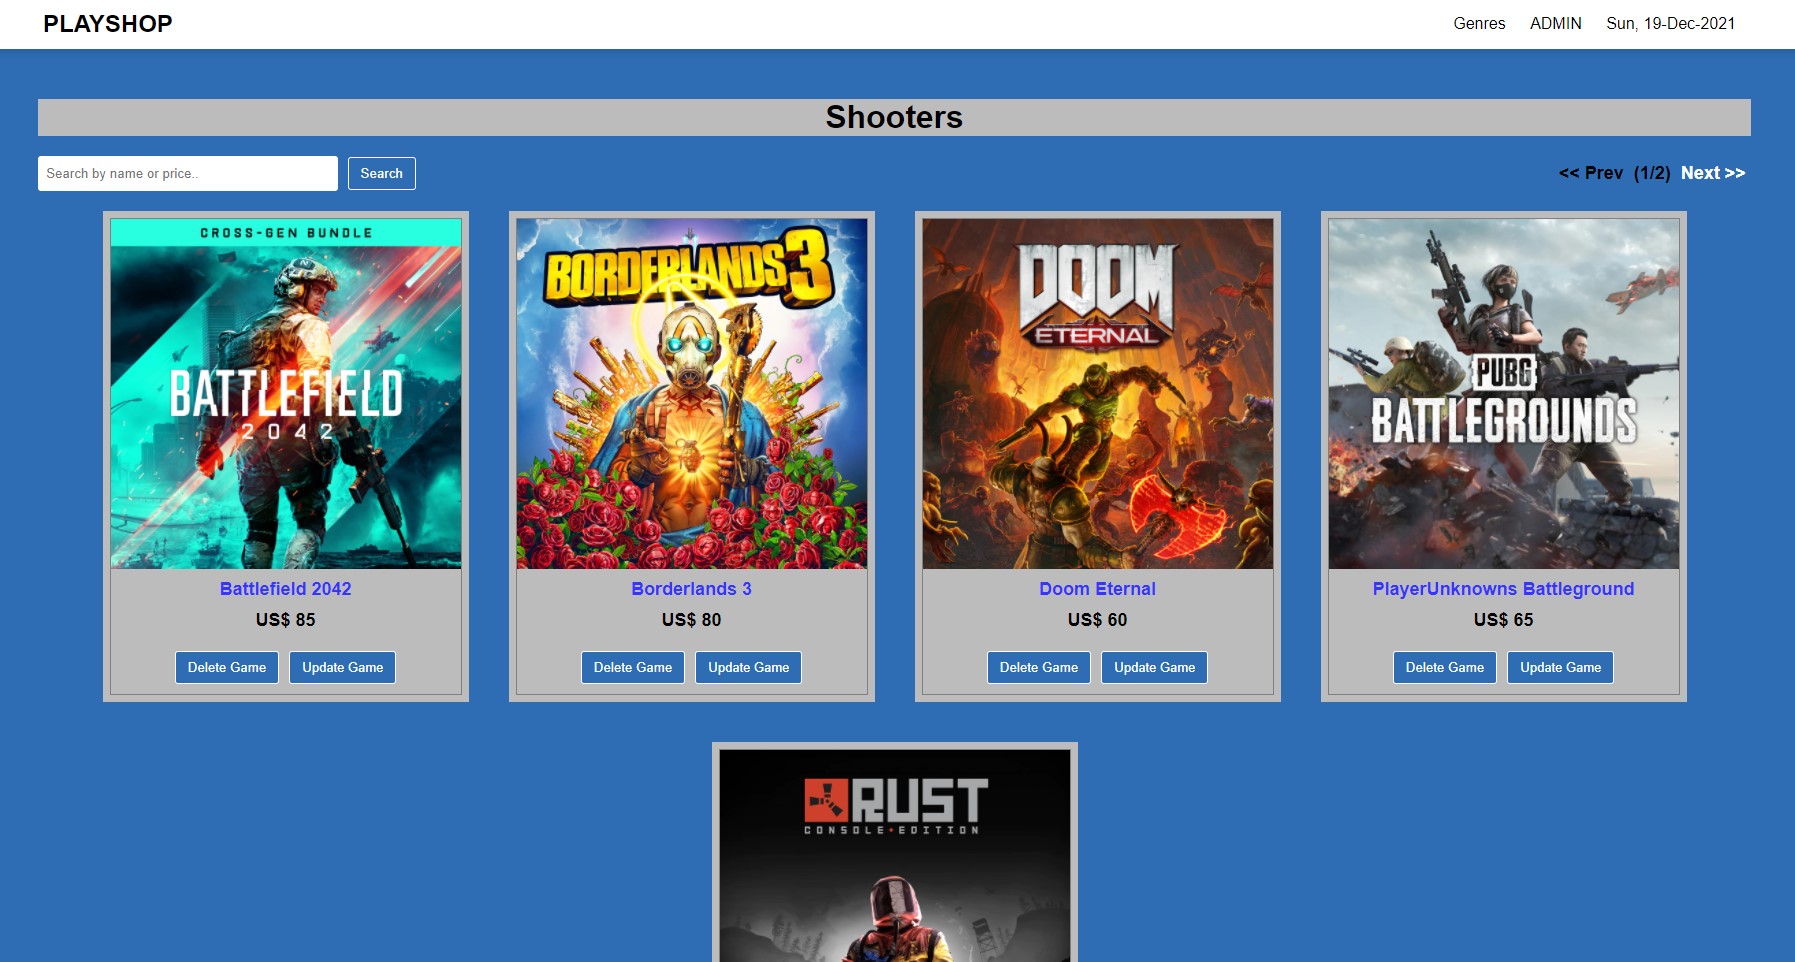 PLAYSHOP
Genres ADMIN Sun, 19-Dec-2021
Shooters
Search by name or price.. Search
<< Prev (1/2) Next >>
CROSS-GEN BUNDLE
BATTLEFIELD
2042
Battlefield 2042
US$ 85
Delete Game Update Game
BORDERLANDS 3
Borderlands 3
US$ 80
Delete Game Update Game
DOOM
ETERNAL
Doom Eternal
US$ 60
Delete Game Update Game
PUBG
BATTLEGROUNDS
PlayerUnknowns Battleground
US$ 65
Delete Game Update Game
RUST
CONSOLE•EDITION